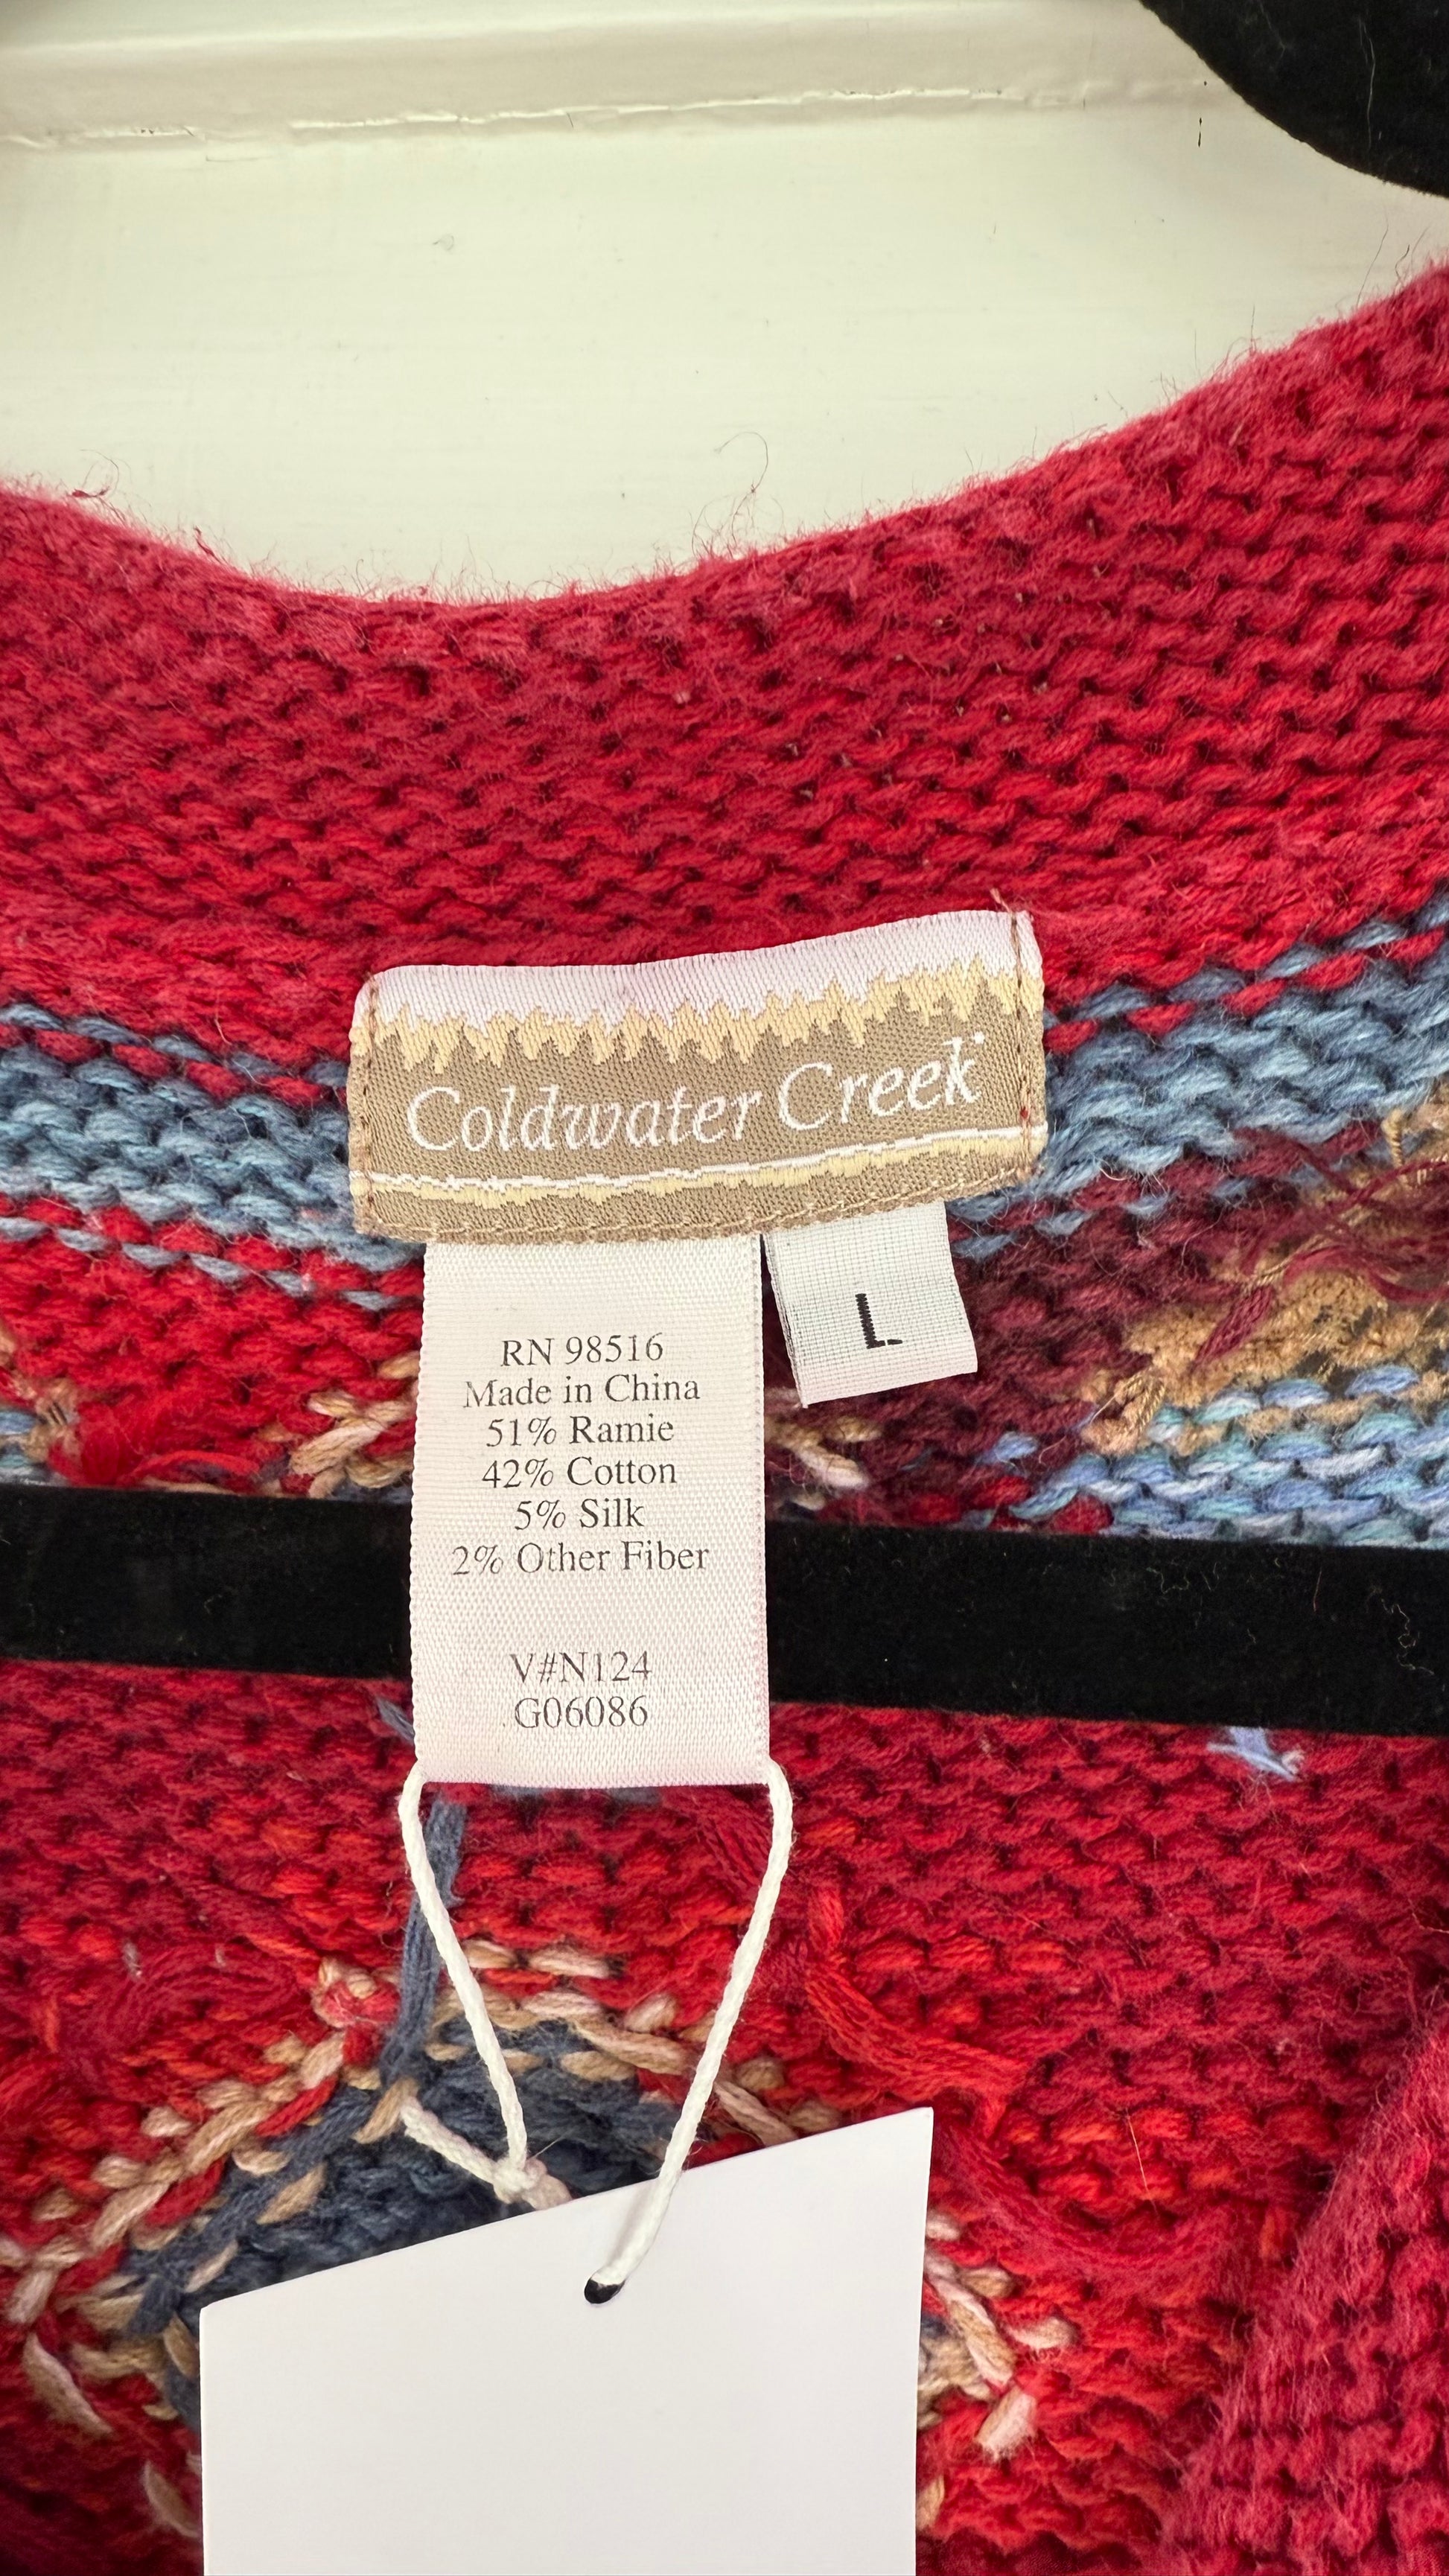 Coldwater Creek
L
RN 98516
Made in China
51% Ramie
42% Cotton
5% Silk
2% Other Fiber
V#N124
G06086